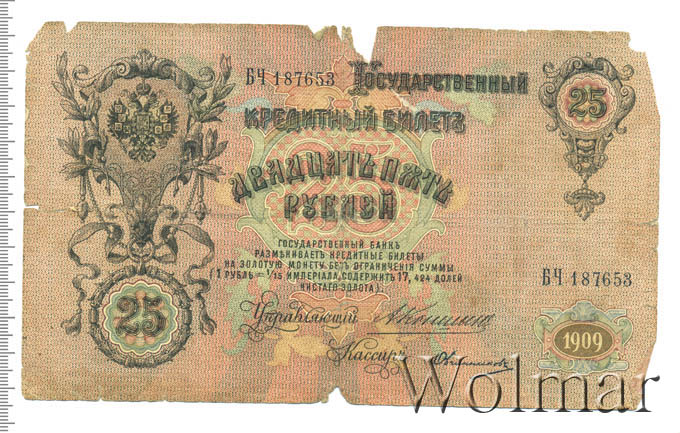 БЧ 187653
Государственный
25
Кредитный Билетъ
Двадцать пять
25
Рублей
Государственный Банкъ
размѣниваетъ кредитные билеты
на золотую монету безъ ограниченія суммы
(1 рубль = 1/15 имперіала, содержитъ 17,424 долей
чистаго золота).
БЧ 187653
25
Управляющій
1909
Кассиръ
Wolmar